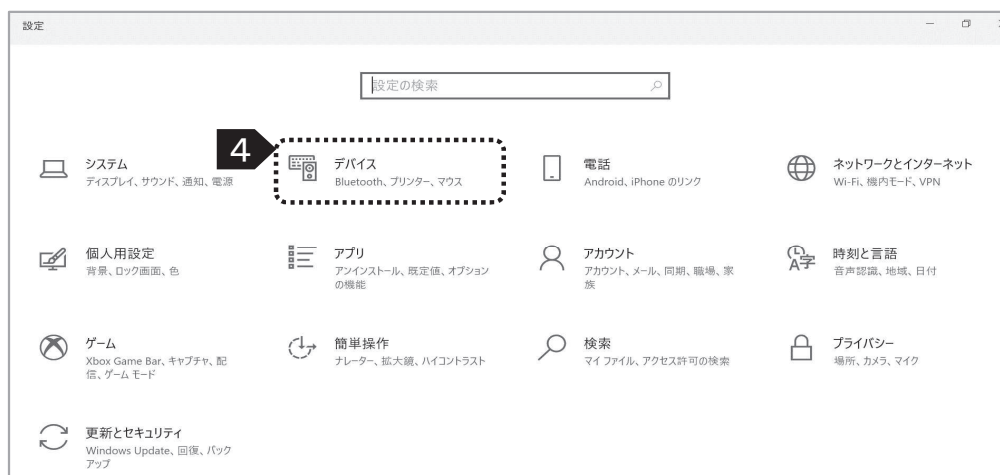 設定
設定の検索
4
システム
ディスプレイ、サウンド、通知、電源
デバイス
Bluetooth、プリンター、マウス
電話
Android、iPhone のリンク
ネットワークとインターネット
Wi-Fi、機内モード、VPN
個人用設定
背景、ロック画面、色
アプリ
アンインストール、既定値、オプション
の機能
アカウント
アカウント、メール、同期、職場、家
族
時刻と言語
音声認識、地域、日付
ゲーム
Xbox Game Bar、キャプチャ、配
信、ゲーム モード
簡単操作
ナレーター、拡大鏡、ハイコントラスト
検索
マイ ファイル、アクセス許可の検索
プライバシー
場所、カメラ、マイク
更新とセキュリティ
Windows Update、回復、バック
アップ